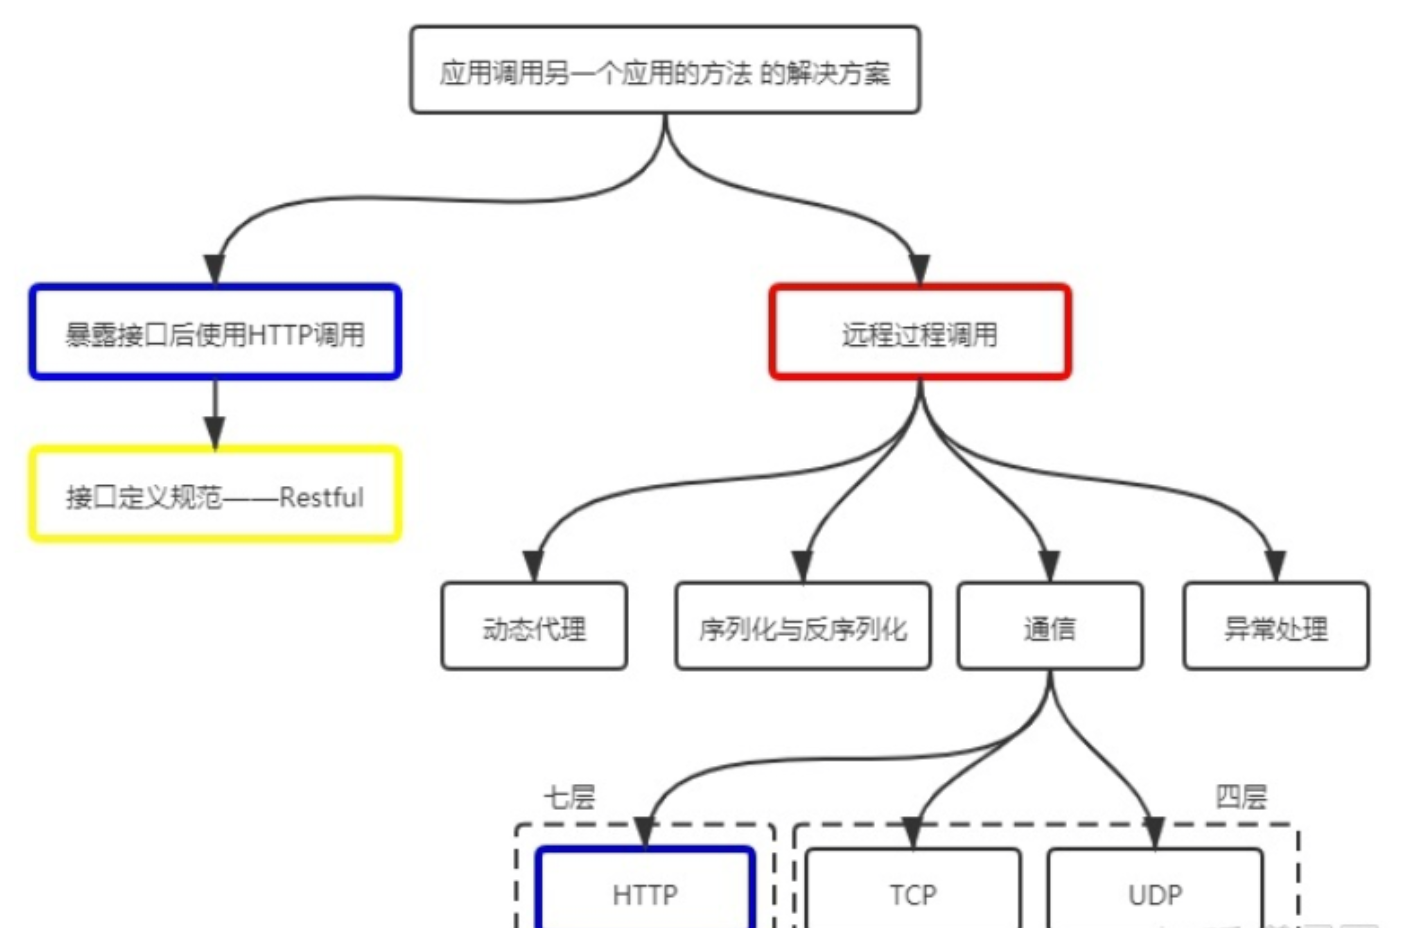 应用调用另一个应用的方法 的解决方案
暴露接口后使用HTTP调用
远程过程调用
接口定义规范——Restful
动态代理
序列化与反序列化
通信
异常处理
七层
四层
HTTP
TCP
UDP